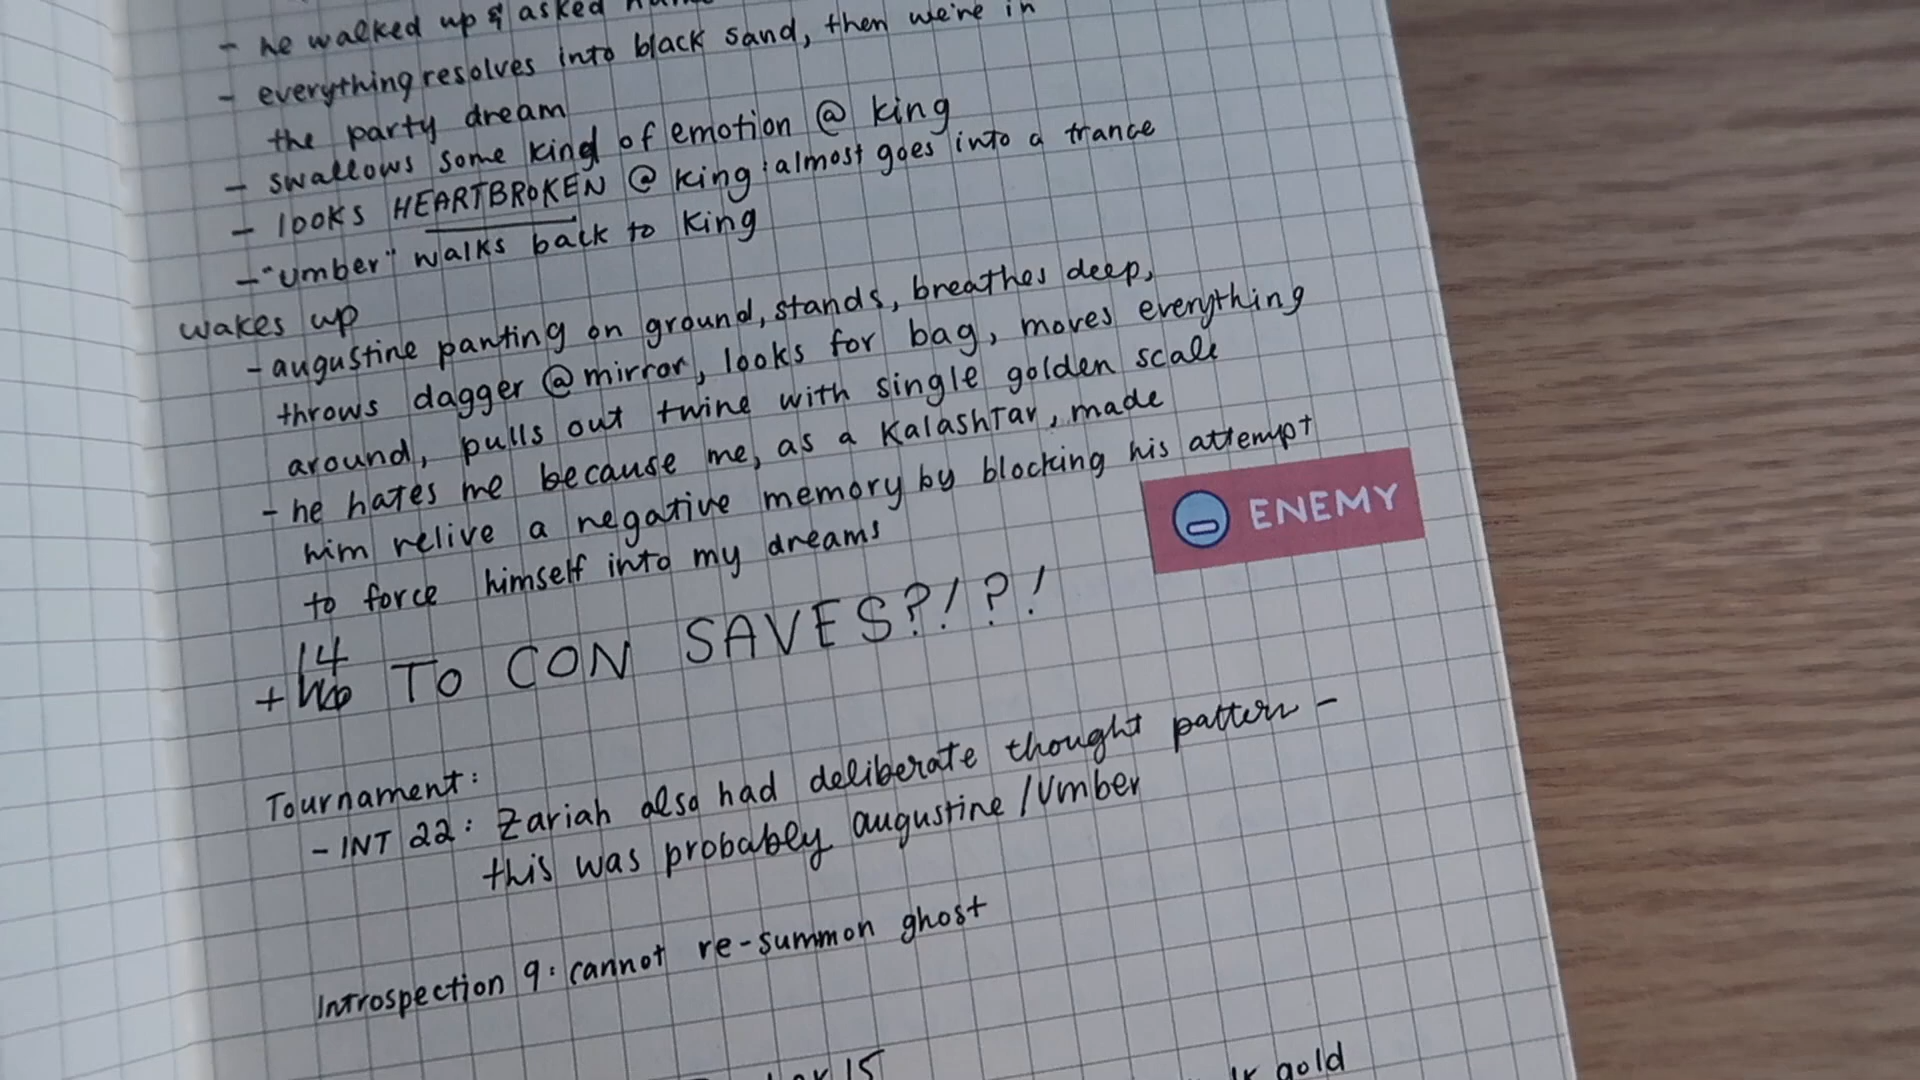 - he walked up & asked
- everything resolves into black sand, then we're in
the party dream
- swallows some kind of emotion @ king
- looks HEARTBROKEN @ king : almost goes into a trance
- "umber" walks back to king
wakes up
- augustine panting on ground, stands, breathes deep,
throws dagger @ mirror, looks for bag, moves everything
around, pulls out twine with single golden scale
- he hates me because me, as a Kalashtar, made
him relive a negative memory by blocking his attempt
to force himself into my dreams
ENEMY
+14 TO CON SAVES?!?!
Tournament:
- INT 22: Zariah also had deliberate thought pattern -
this was probably augustine / Umber
Introspection 9: cannot re-summon ghost
15
gold